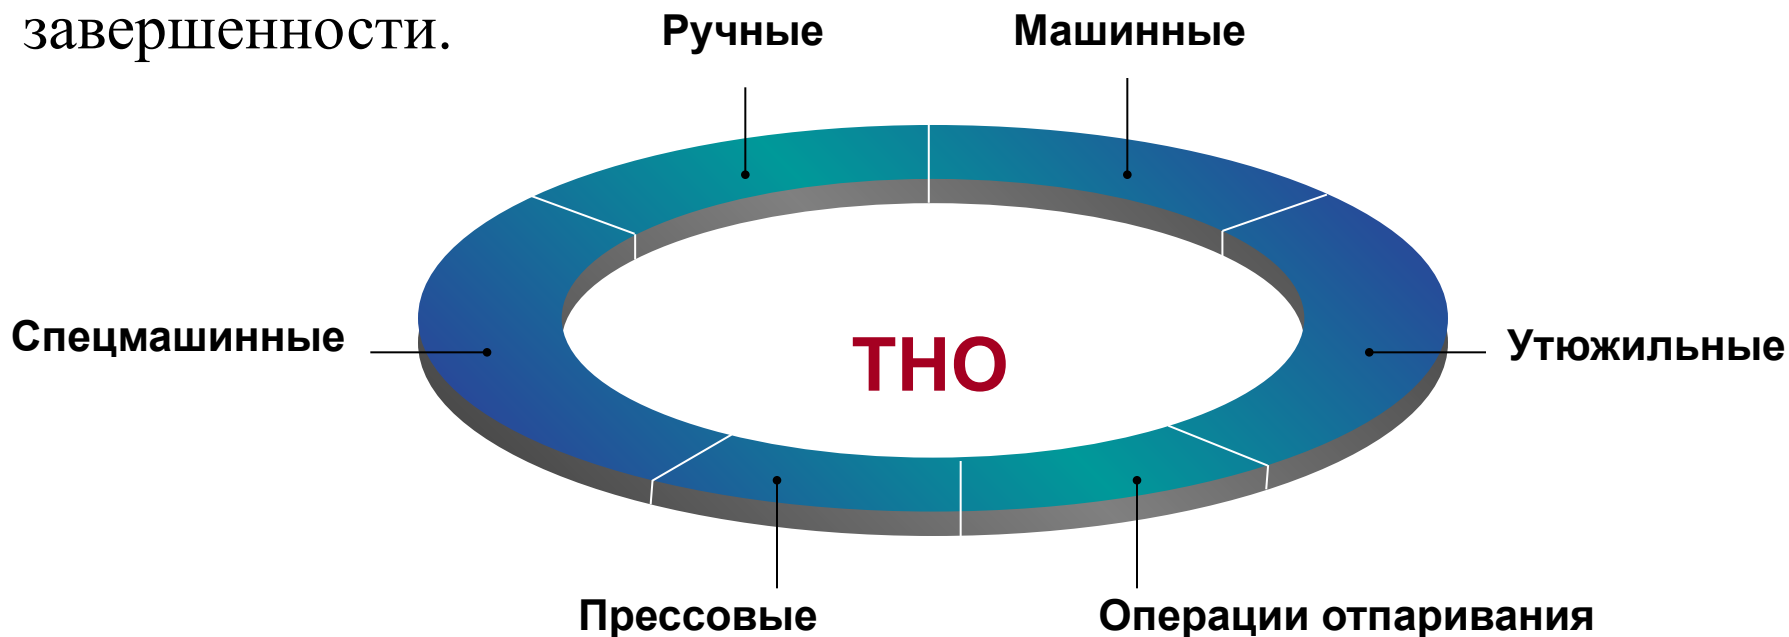 завершенности.
Ручные
Машинные
Спецмашинные
ТНО
Утюжильные
Прессовые
Операции отпаривания